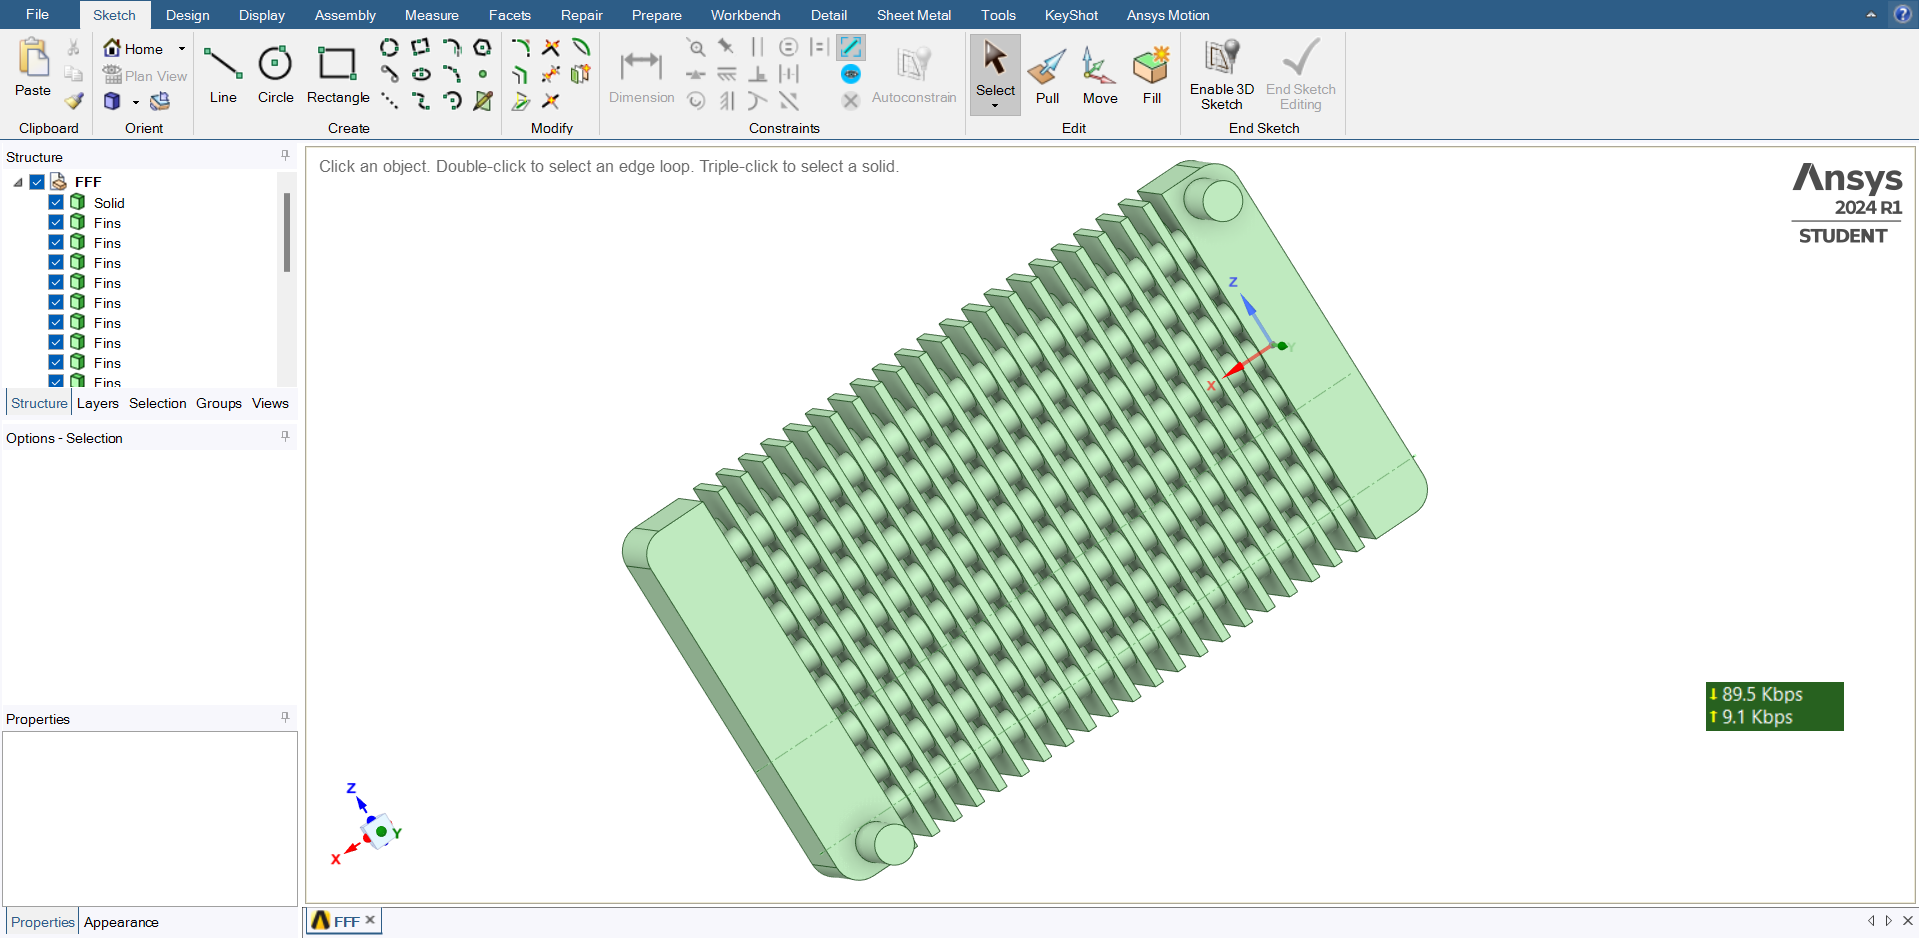 File Sketch Design Display Assembly Measure Facets Repair Prepare Workbench Detail Sheet Metal Tools KeyShot Ansys Motion
Home
Plan View
Paste
Line Circle Rectangle
Dimension
Autoconstrain
Select Pull Move Fill
Enable 3D
Sketch
End Sketch
Editing
Clipboard Orient Create Modify Constraints Edit End Sketch
Structure
FFF
Solid
Fins
Fins
Fins
Fins
Fins
Fins
Fins
Fins
Fins
Structure Layers Selection Groups Views
Options - Selection
Properties
Properties Appearance
Click an object. Double-click to select an edge loop. Triple-click to select a solid.
Ansys
2024 R1
STUDENT
Z
Y
X
89.5 Kbps
9.1 Kbps
Z
Y
X
FFF